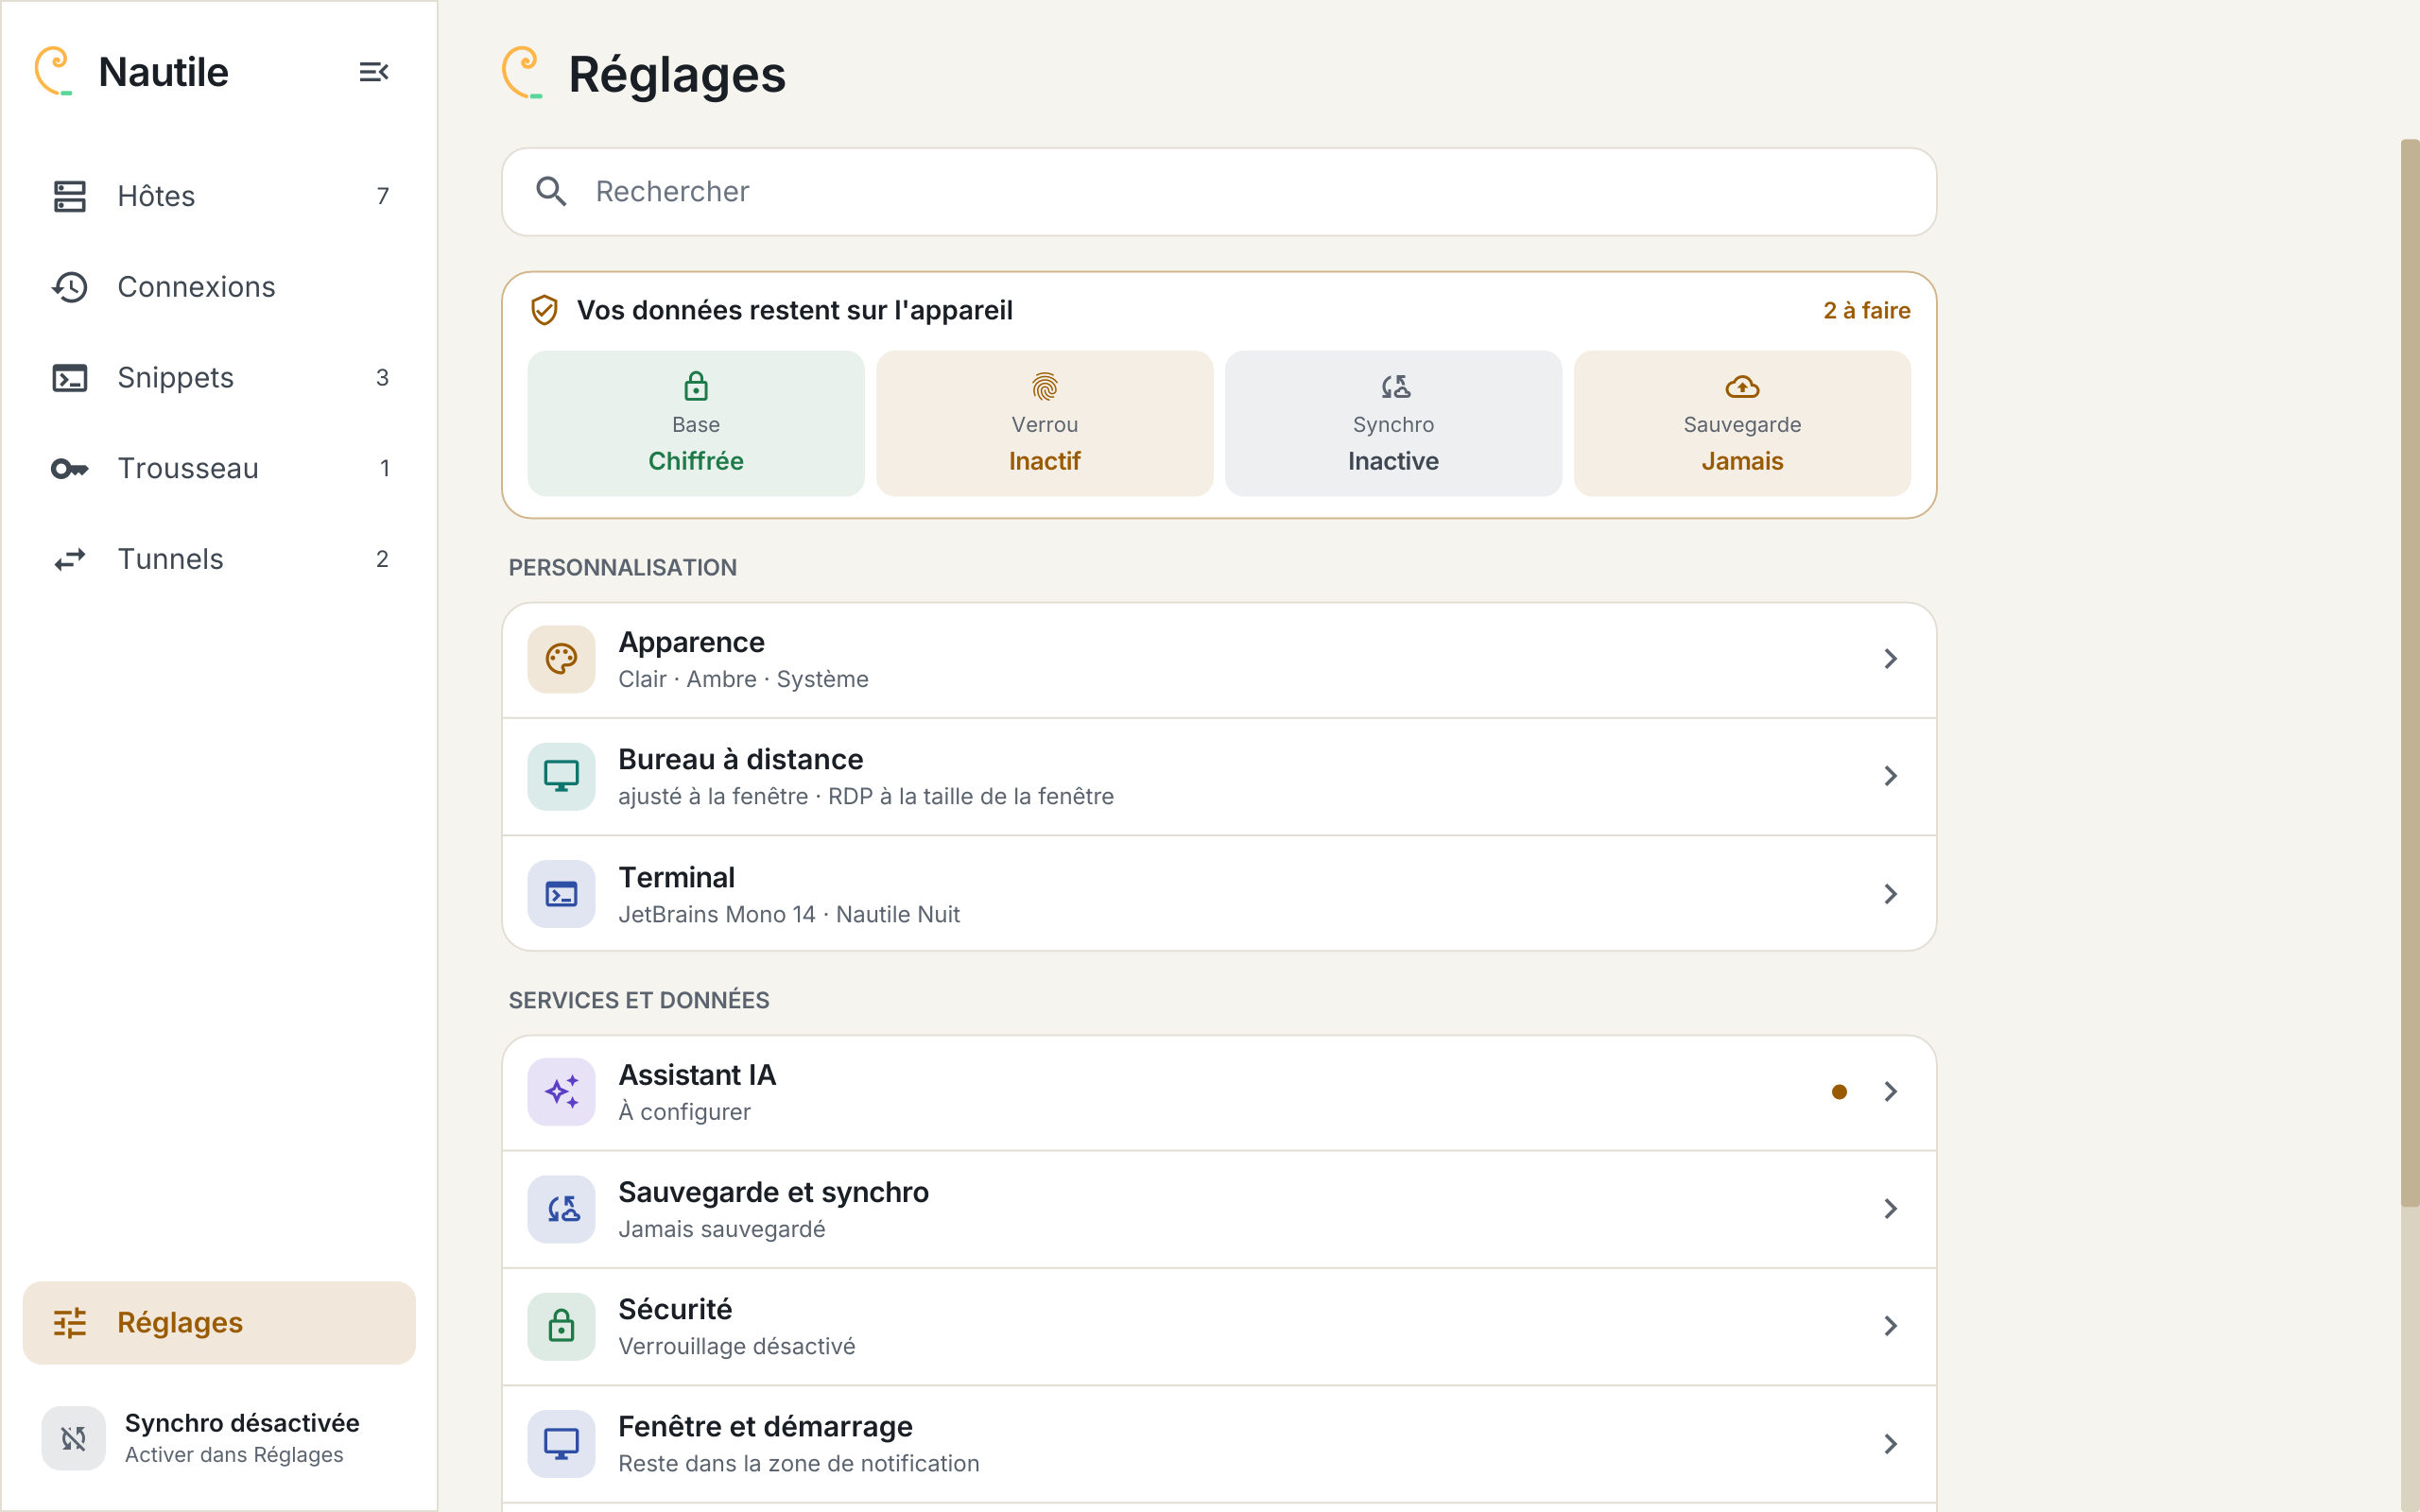 Nautile
Hôtes 7
Connexions
Snippets 3
Trousseau 1
Tunnels 2
Réglages
Synchro désactivée
Activer dans Réglages
Réglages
Rechercher
Vos données restent sur l'appareil 2 à faire
Base
Chiffrée
Verrou
Inactif
Synchro
Inactive
Sauvegarde
Jamais
PERSONNALISATION
Apparence
Clair · Ambre · Système
Bureau à distance
ajusté à la fenêtre · RDP à la taille de la fenêtre
Terminal
JetBrains Mono 14 · Nautile Nuit
SERVICES ET DONNÉES
Assistant IA
À configurer
Sauvegarde et synchro
Jamais sauvegardé
Sécurité
Verrouillage désactivé
Fenêtre et démarrage
Reste dans la zone de notification